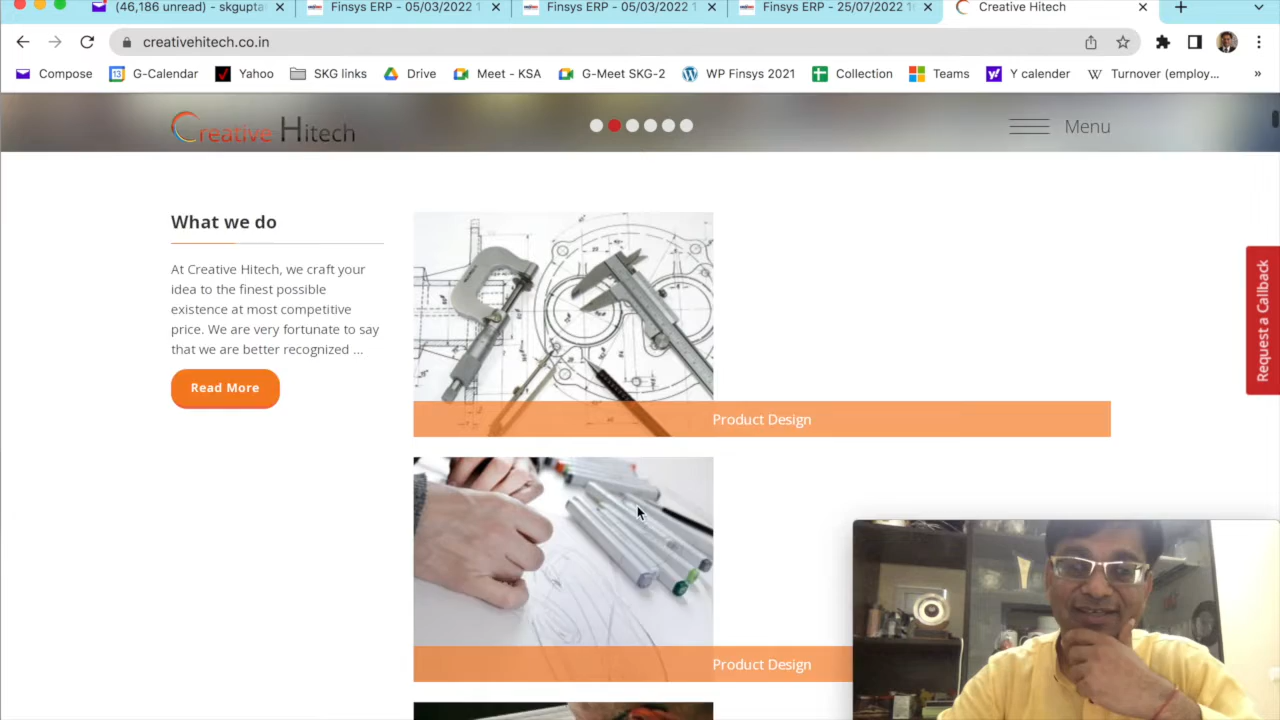 (46,186 unread) - skgupta
Finsys ERP - 05/03/2022 1
Finsys ERP - 05/03/2022 1
Finsys ERP - 25/07/2022 1
Creative Hitech
creativehitech.co.in
Compose
G-Calendar
Yahoo
SKG links
Drive
Meet - KSA
G-Meet SKG-2
WP Finsys 2021
Collection
Teams
Y calender
Turnover (employ...
»
Creative Hitech
Menu
What we do
At Creative Hitech, we craft your
idea to the finest possible
existence at most competitive
price. We are very fortunate to say
that we are better recognized ...
Read More
Product Design
Product Design
Request a Callback